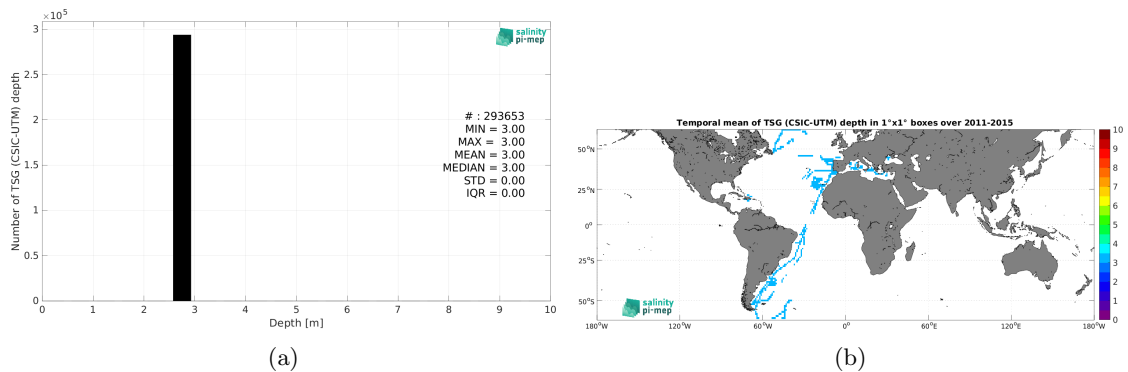 ×10⁵
3
2.5
2
1.5
1
0.5
0
Number of TSG (CSIC-UTM) depth
salinity
pi-mep
# : 293653
MIN = 3.00
MAX = 3.00
MEAN = 3.00
MEDIAN = 3.00
STD = 0.00
IQR = 0.00
0 1 2 3 4 5 6 7 8 9 10
Depth [m]
(a)
Temporal mean of TSG (CSIC-UTM) depth in 1°x1° boxes over 2011-2015
50°N
25°N
0°
25°S
50°S
salinity
pi-mep
180°W 120°W 60°W 0° 60°E 120°E 180°W
10
9
8
7
6
5
4
3
2
1
0
(b)